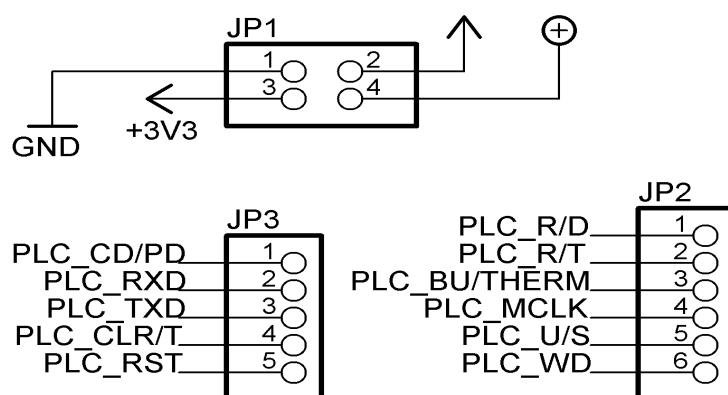 JP1
1 2
3 4
+3V3
GND
JP3
PLC_CD/PD 1
PLC_RXD 2
PLC_TXD 3
PLC_CLR/T 4
PLC_RST 5
JP2
PLC_R/D 1
PLC_R/T 2
PLC_BU/THERM 3
PLC_MCLK 4
PLC_U/S 5
PLC_WD 6